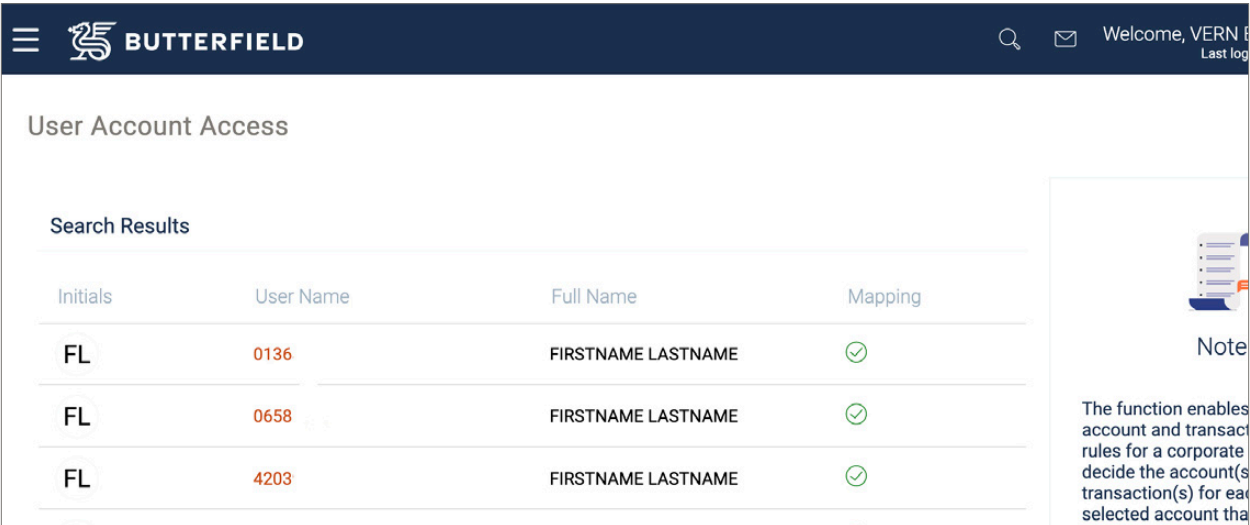 BUTTERFIELD
Welcome, VERN
Last log
User Account Access
Search Results
Initials User Name Full Name Mapping
FL 0136 FIRSTNAME LASTNAME
FL 0658 FIRSTNAME LASTNAME
FL 4203 FIRSTNAME LASTNAME
Note
The function enables
account and transact
rules for a corporate
decide the account(s
transaction(s) for ea
selected account tha